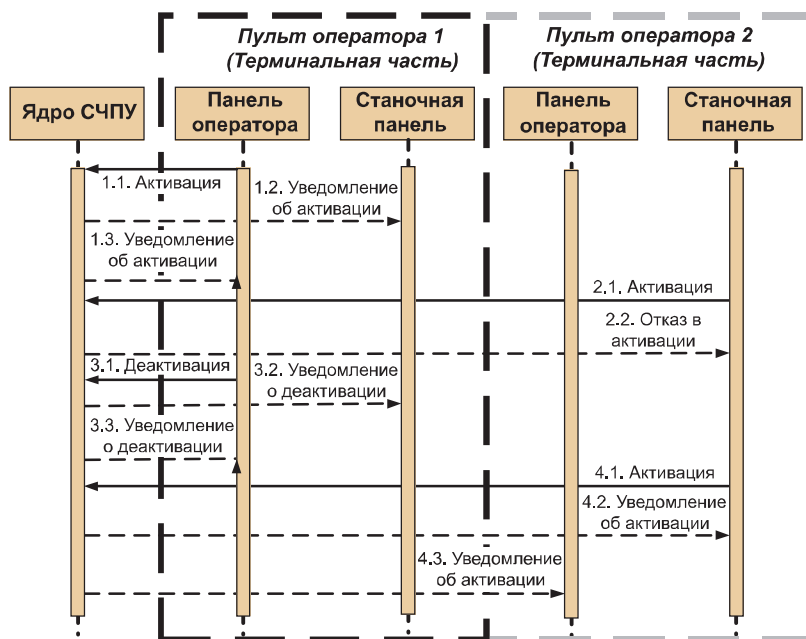 Пульт оператора 1
(Терминальная часть)
Пульт оператора 2
(Терминальная часть)
Ядро СЧПУ
Панель
оператора
Станочная
панель
Панель
оператора
Станочная
панель
1.1. Активация
1.2. Уведомление
об активации
1.3. Уведомление
об активации
2.1. Активация
2.2. Отказ в
активации
3.1. Деактивация
3.2. Уведомление
о деактивации
3.3. Уведомление
о деактивации
4.1. Активация
4.2. Уведомление
об активации
4.3. Уведомление
об активации